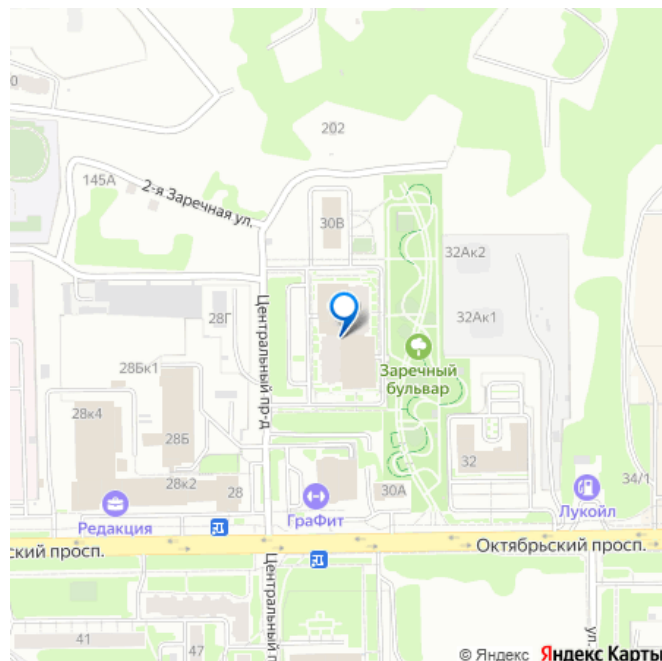 202
145А
2-я Заречная ул.
30В
32Ак2
28Г
Центральный пр-д
32Ак1
28Бк1
Заречный
бульвар
28к4
28Б
32
28к2
28
30А
34/1
Редакция
ГраФит
Лукойл
ский просп.
Октябрьский просп.
Центральный п
ул.
41
47
© Яндекс Яндекс Карты